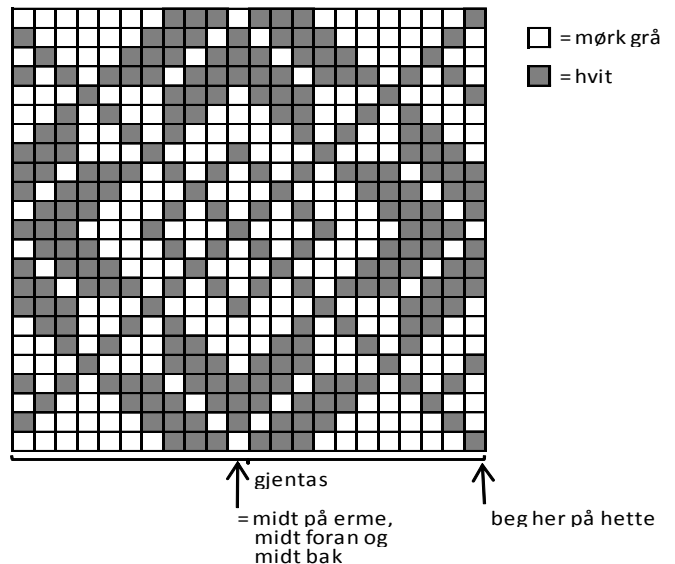 = mørk grå
= hvit
gjentas
= midt på erme,
midt foran og
midt bak
beg her på hette